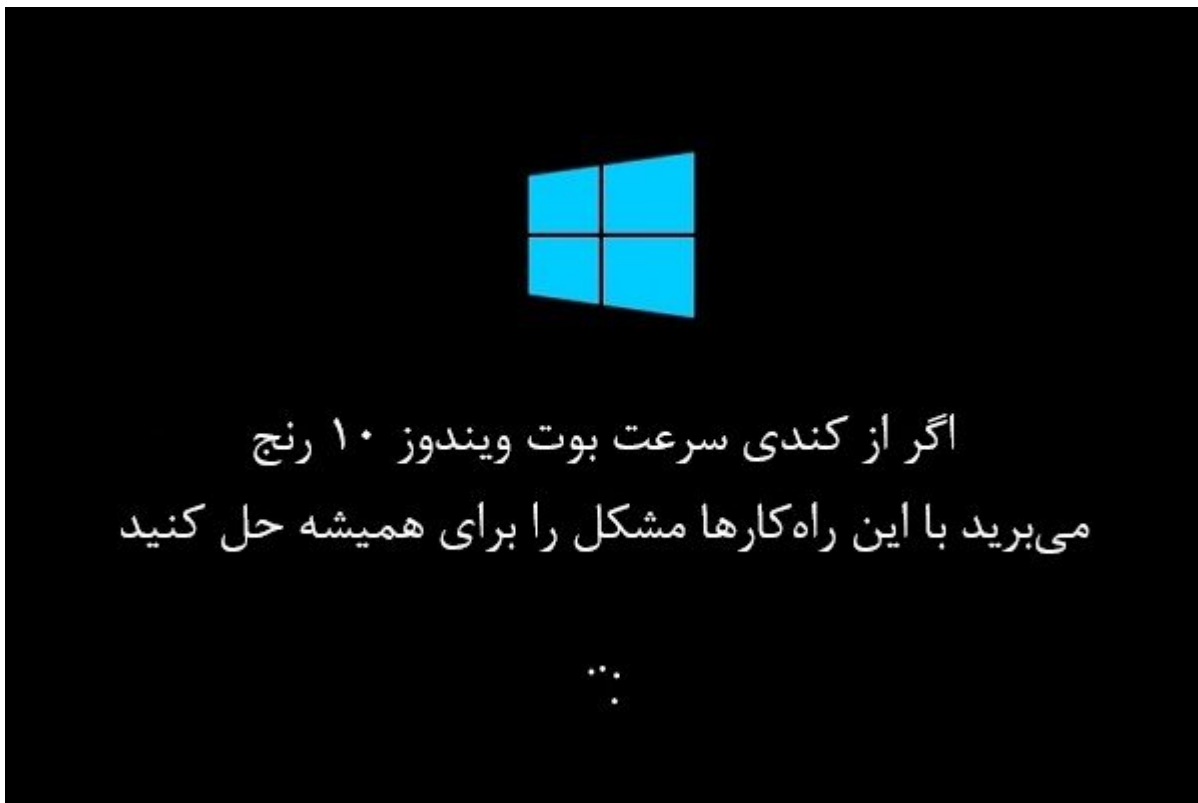 اگر از کندی سرعت بوت ویندوز ۱۰ رنج
می‌برید با این راه‌کارها مشکل را برای همیشه حل کنید